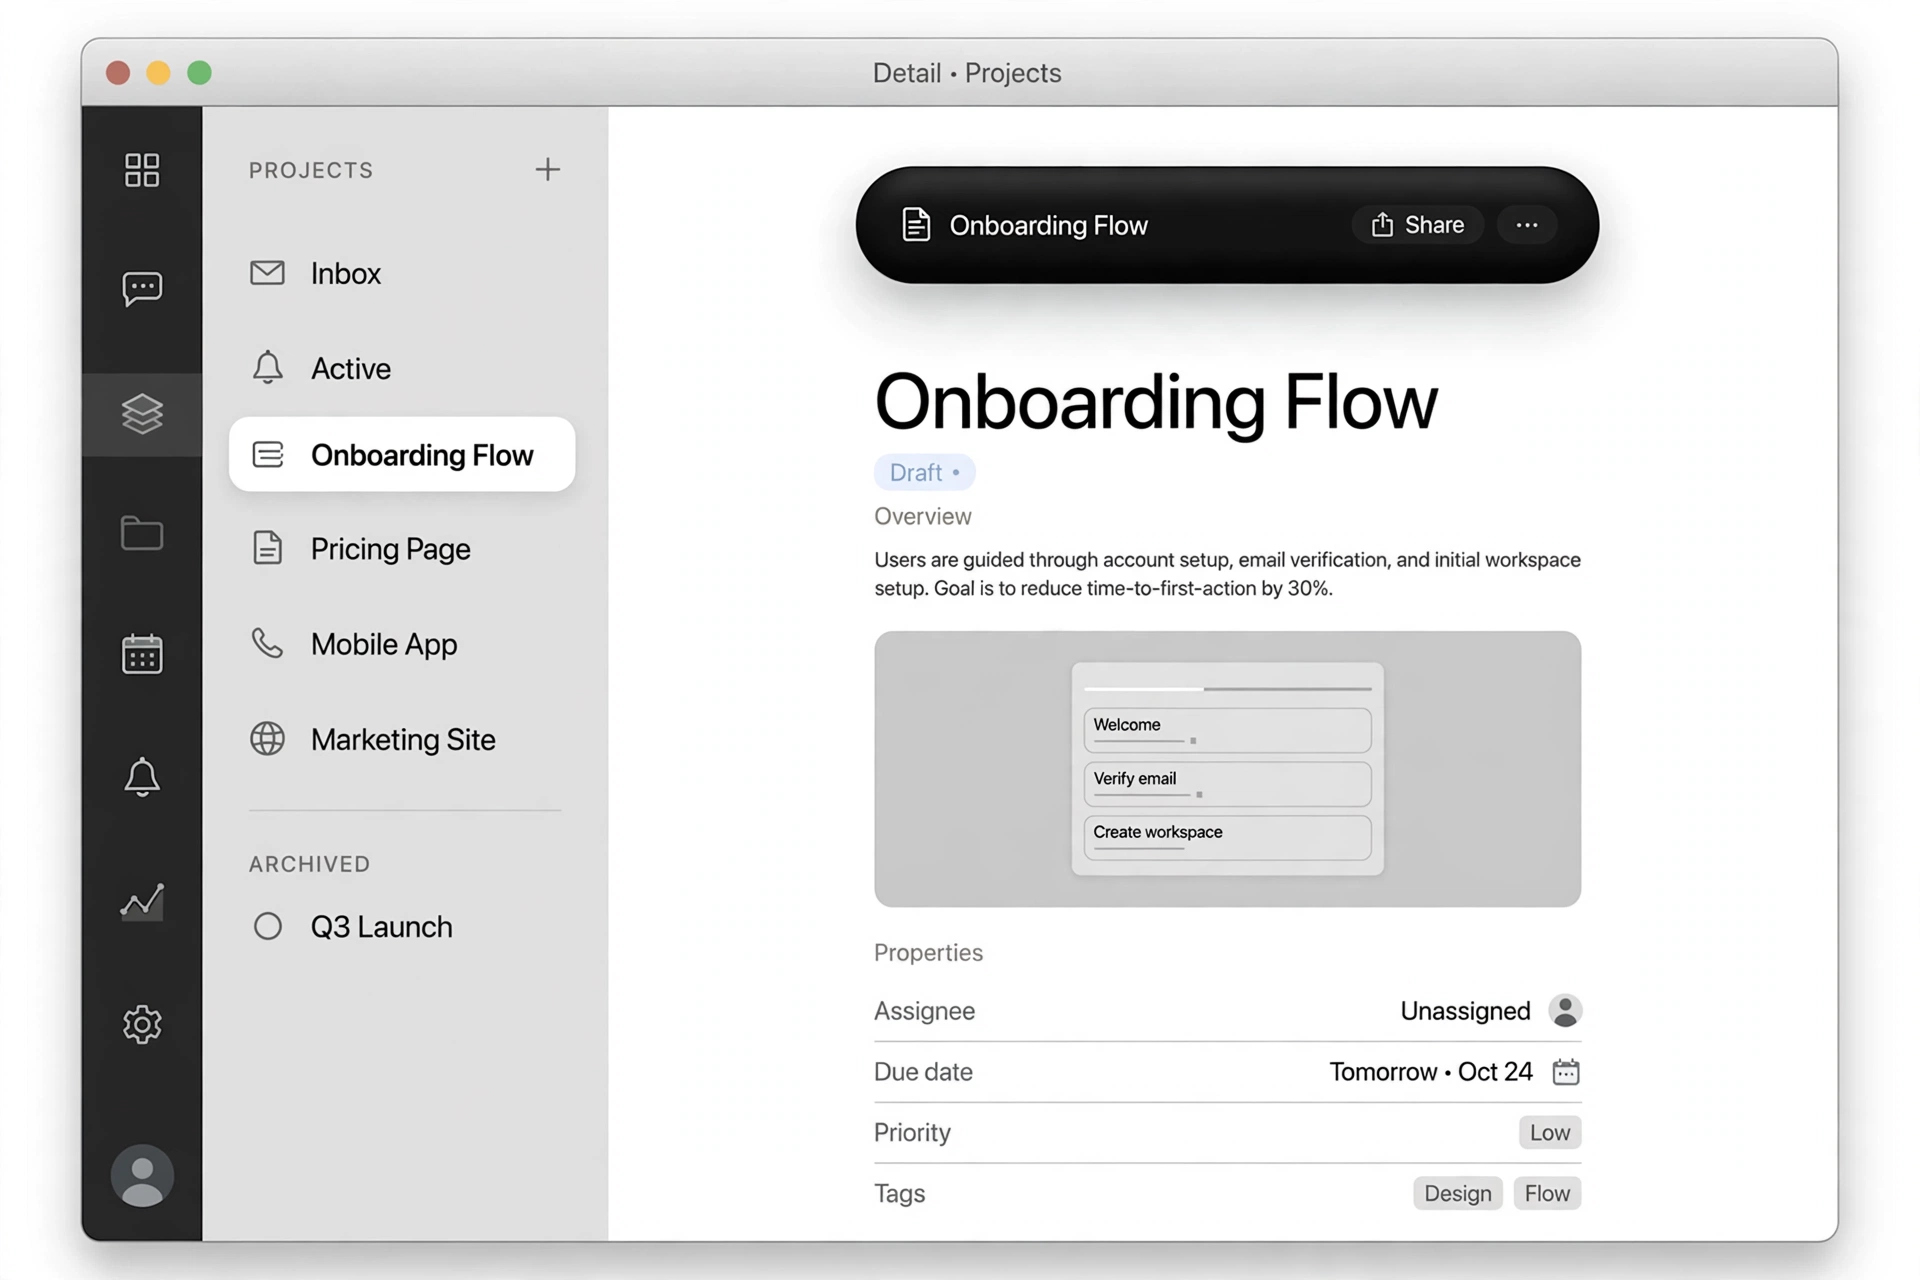 Detail • Projects
PROJECTS
Inbox
Active
Onboarding Flow
Pricing Page
Mobile App
Marketing Site
ARCHIVED
Q3 Launch
Onboarding Flow
Share
Onboarding Flow
Draft •
Overview
Users are guided through account setup, email verification, and initial workspace
setup. Goal is to reduce time-to-first-action by 30%.
Welcome
Verify email
Create workspace
Properties
Assignee Unassigned
Due date Tomorrow • Oct 24
Priority Low
Tags Design Flow